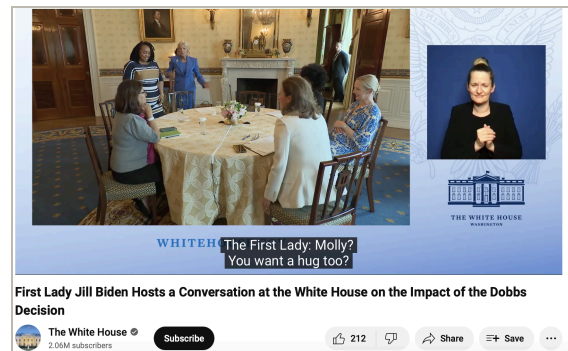 THE WHITE HOUSE
WASHINGTON
WHITEHO
The First Lady: Molly?
You want a hug too?
First Lady Jill Biden Hosts a Conversation at the White House on the Impact of the Dobbs
Decision
The White House
2.06M subscribers
Subscribe
212
Share
Save